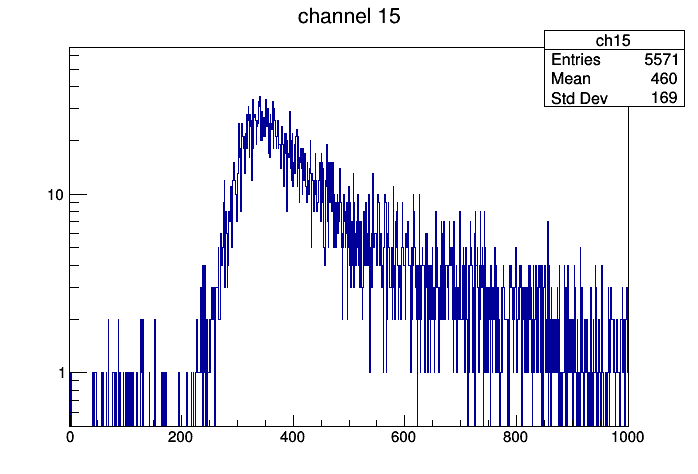 channel 15
ch15
Entries 5571
Mean 460
Std Dev 169
10
1
0 200 400 600 800 1000